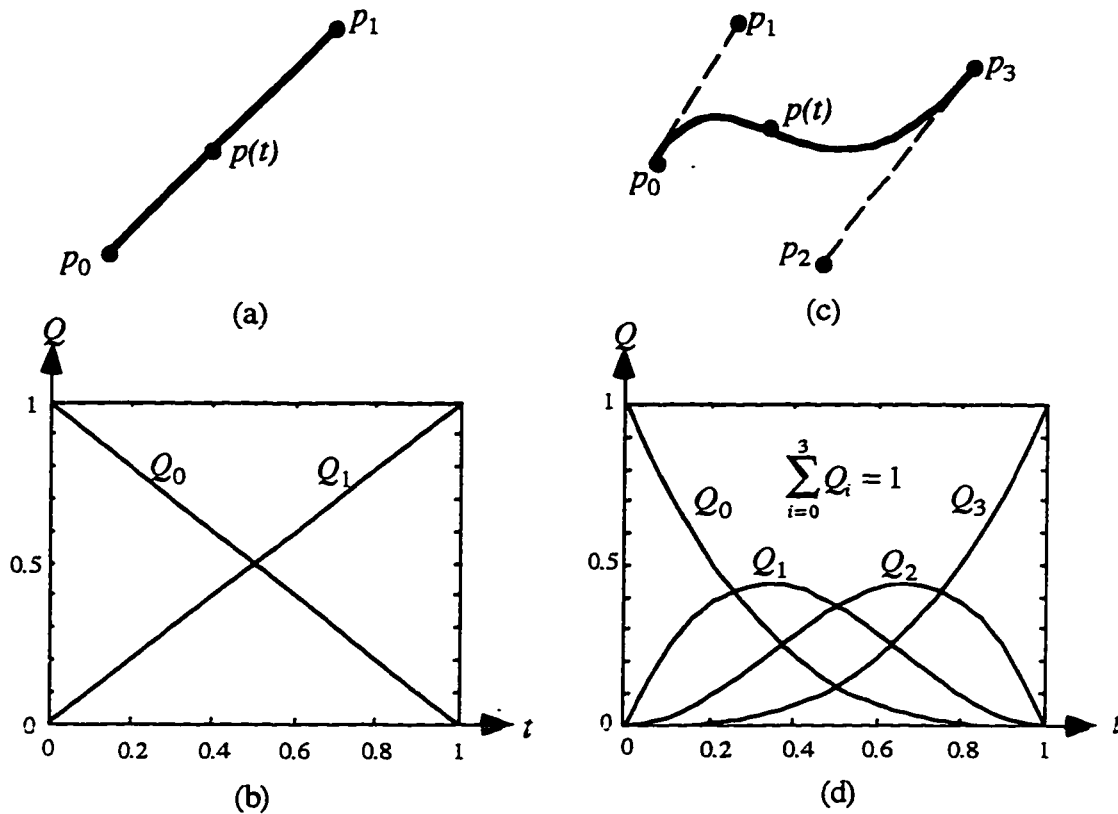 p₁
p(t)
p₀
(a)
p₁
p₃
p(t)
p₀
p₂
(c)
Q
1
Q₀
Q₁
0.5
0
0 0.2 0.4 0.6 0.8 1
t
(b)
Q
1
3
∑ Qᵢ = 1
i=0
Q₀
Q₃
Q₁
Q₂
0.5
0
0 0.2 0.4 0.6 0.8 1
t
(d)